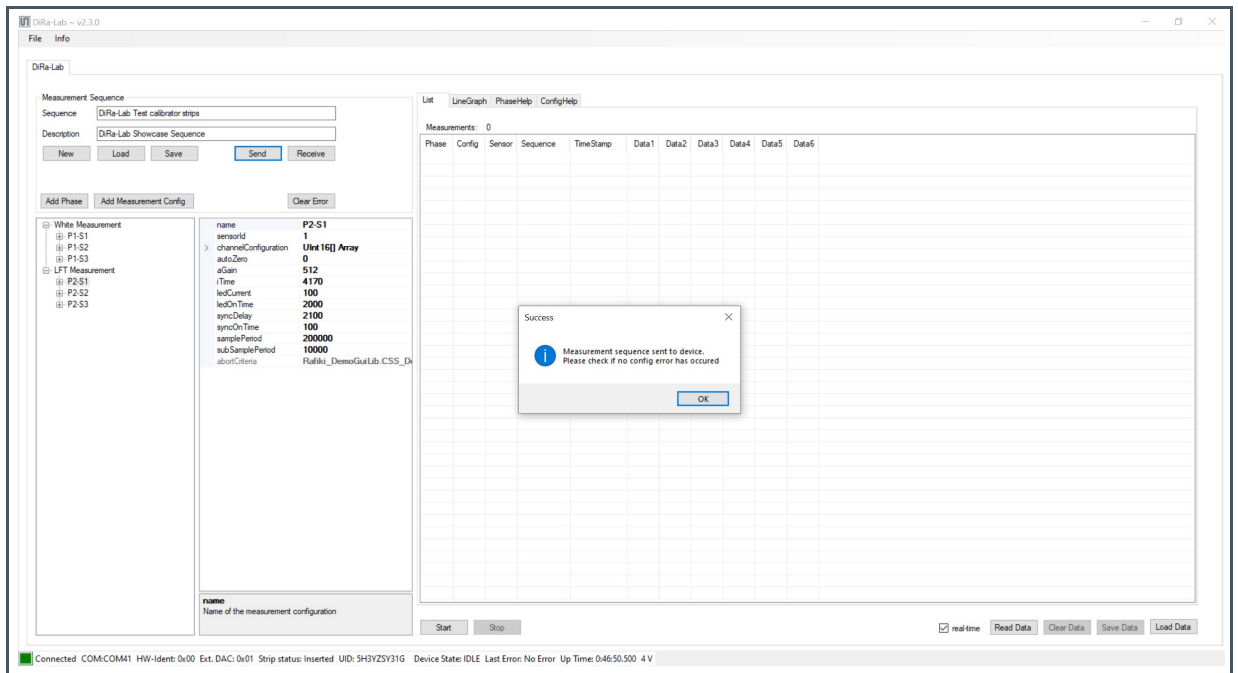 DiRa-Lab ~ v2.3.0
File Info
DiRa-Lab
Measurement Sequence
Sequence DiRa-Lab Test calibrator strips
Description DiRa-Lab Showcase Sequence
New Load Save Send Receive
Add Phase Add Measurement Config Clear Error
White Measurement
P1-S1
P1-S2
P1-S3
LFT Measurement
P2-S1
P2-S2
P2-S3
name P2-S1
sensorId 1
channelConfiguration UInt16[] Array
autoZero 0
aGain 512
iTime 4170
ledCurrent 100
ledOnTime 2000
syncDelay 2100
syncOnTime 100
samplePeriod 200000
subSamplePeriod 10000
abortCriteria Rafiki_DemoGuiLib.CSS_De
name
Name of the measurement configuration
List LineGraph PhaseHelp ConfigHelp
Measurements: 0
Phase Config Sensor Sequence TimeStamp Data1 Data2 Data3 Data4 Data5 Data6
Success
Measurement sequence sent to device.
Please check if no config error has occured
OK
Start Stop real-time Read Data Clear Data Save Data Load Data
Connected COM:COM41 HW-Ident: 0x00 Ext. DAC: 0x01 Strip status: Inserted UID: 5H3YZSY31G Device State: IDLE Last Error: No Error Up Time: 0:46:50.500 4 V